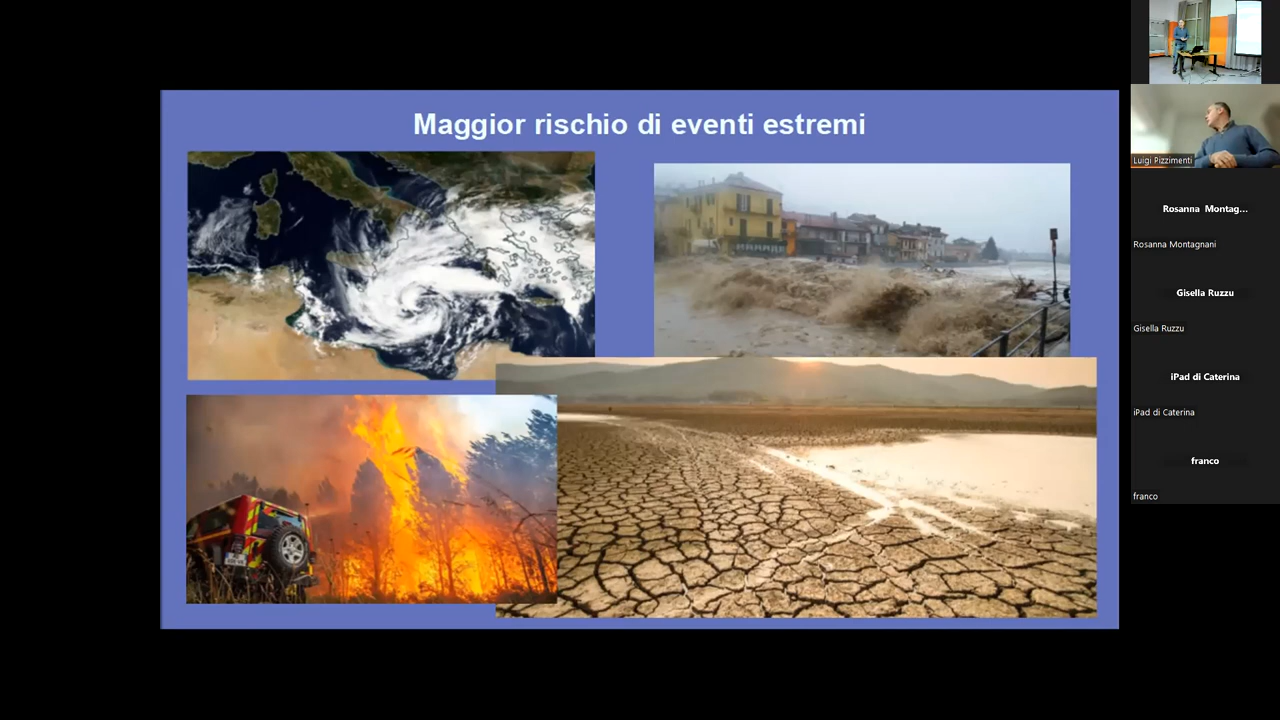 Maggior rischio di eventi estremi
Luigi Pizzimenti
Rosanna Montag...
Rosanna Montagnani
Gisella Ruzzu
Gisella Ruzzu
iPad di Caterina
iPad di Caterina
franco
franco